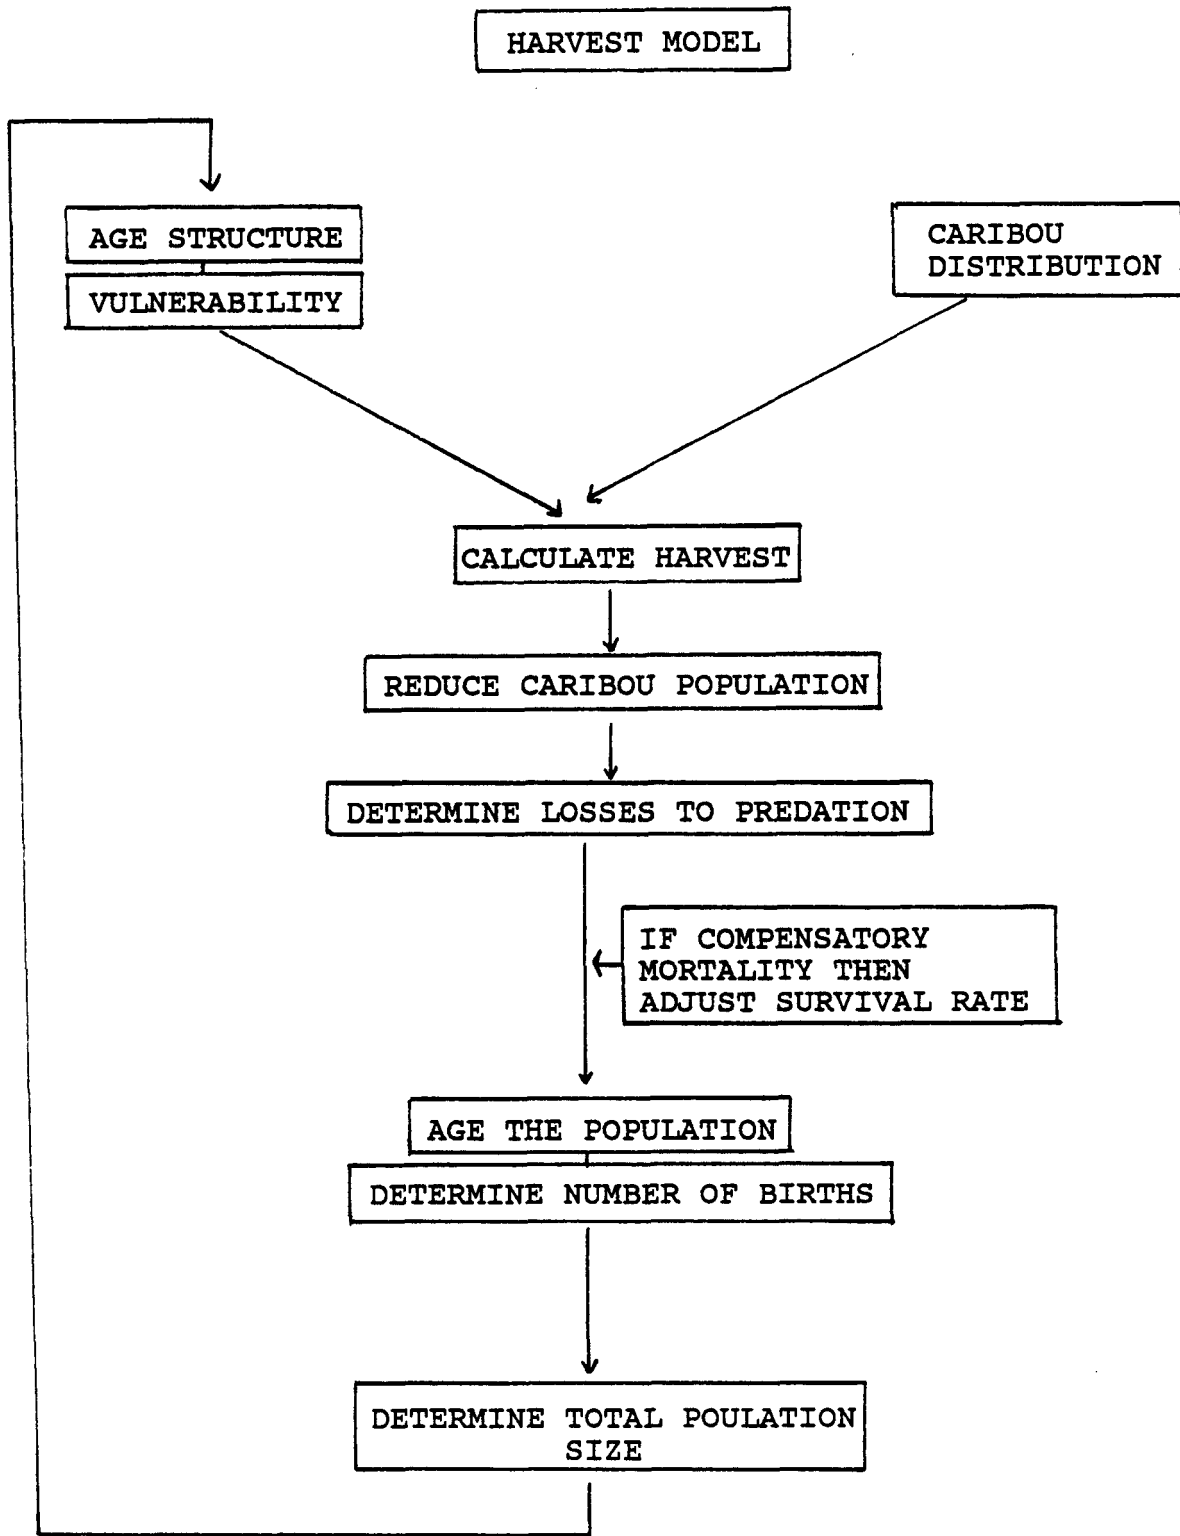 HARVEST MODEL
AGE STRUCTURE
VULNERABILITY
CARIBOU
DISTRIBUTION
CALCULATE HARVEST
REDUCE CARIBOU POPULATION
DETERMINE LOSSES TO PREDATION
IF COMPENSATORY
MORTALITY THEN
ADJUST SURVIVAL RATE
AGE THE POPULATION
DETERMINE NUMBER OF BIRTHS
DETERMINE TOTAL POULATION
SIZE